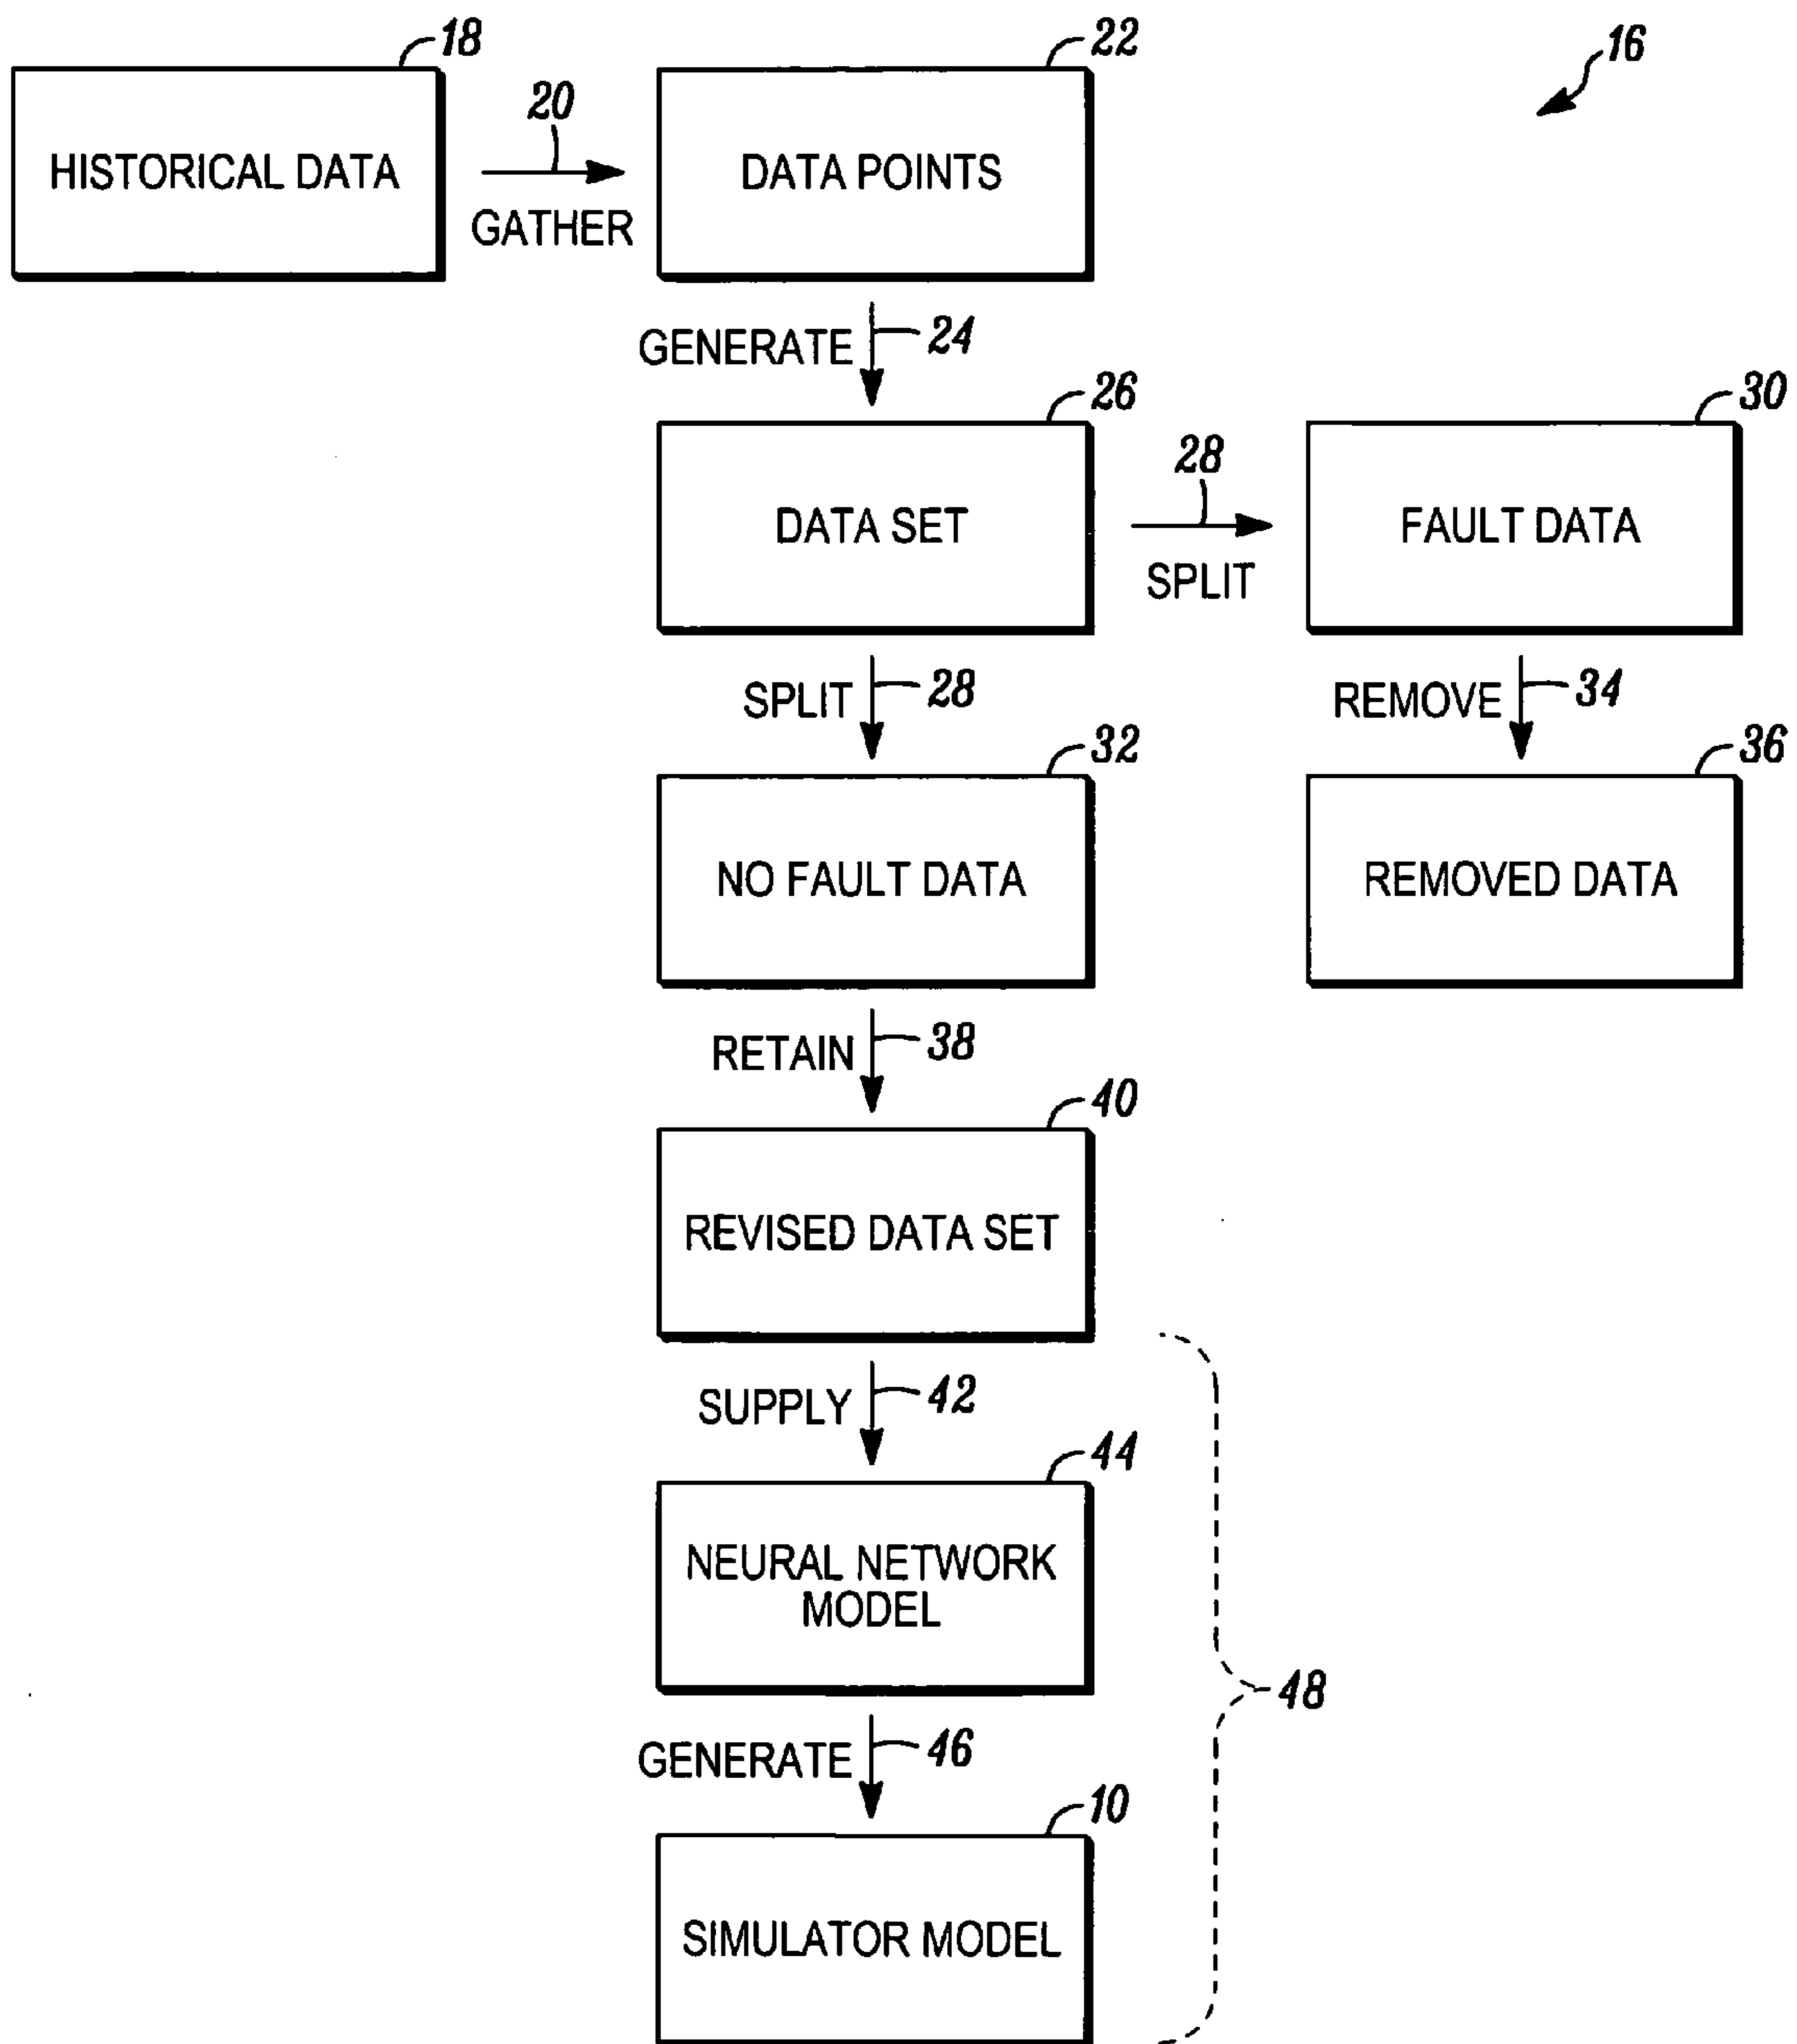 18
22
16
20
HISTORICAL DATA
DATA POINTS
GATHER
GENERATE
24
26
30
28
DATA SET
FAULT DATA
SPLIT
SPLIT
28
REMOVE
34
32
36
NO FAULT DATA
REMOVED DATA
RETAIN
38
40
REVISED DATA SET
SUPPLY
42
44
NEURAL NETWORK
MODEL
48
GENERATE
46
10
SIMULATOR MODEL